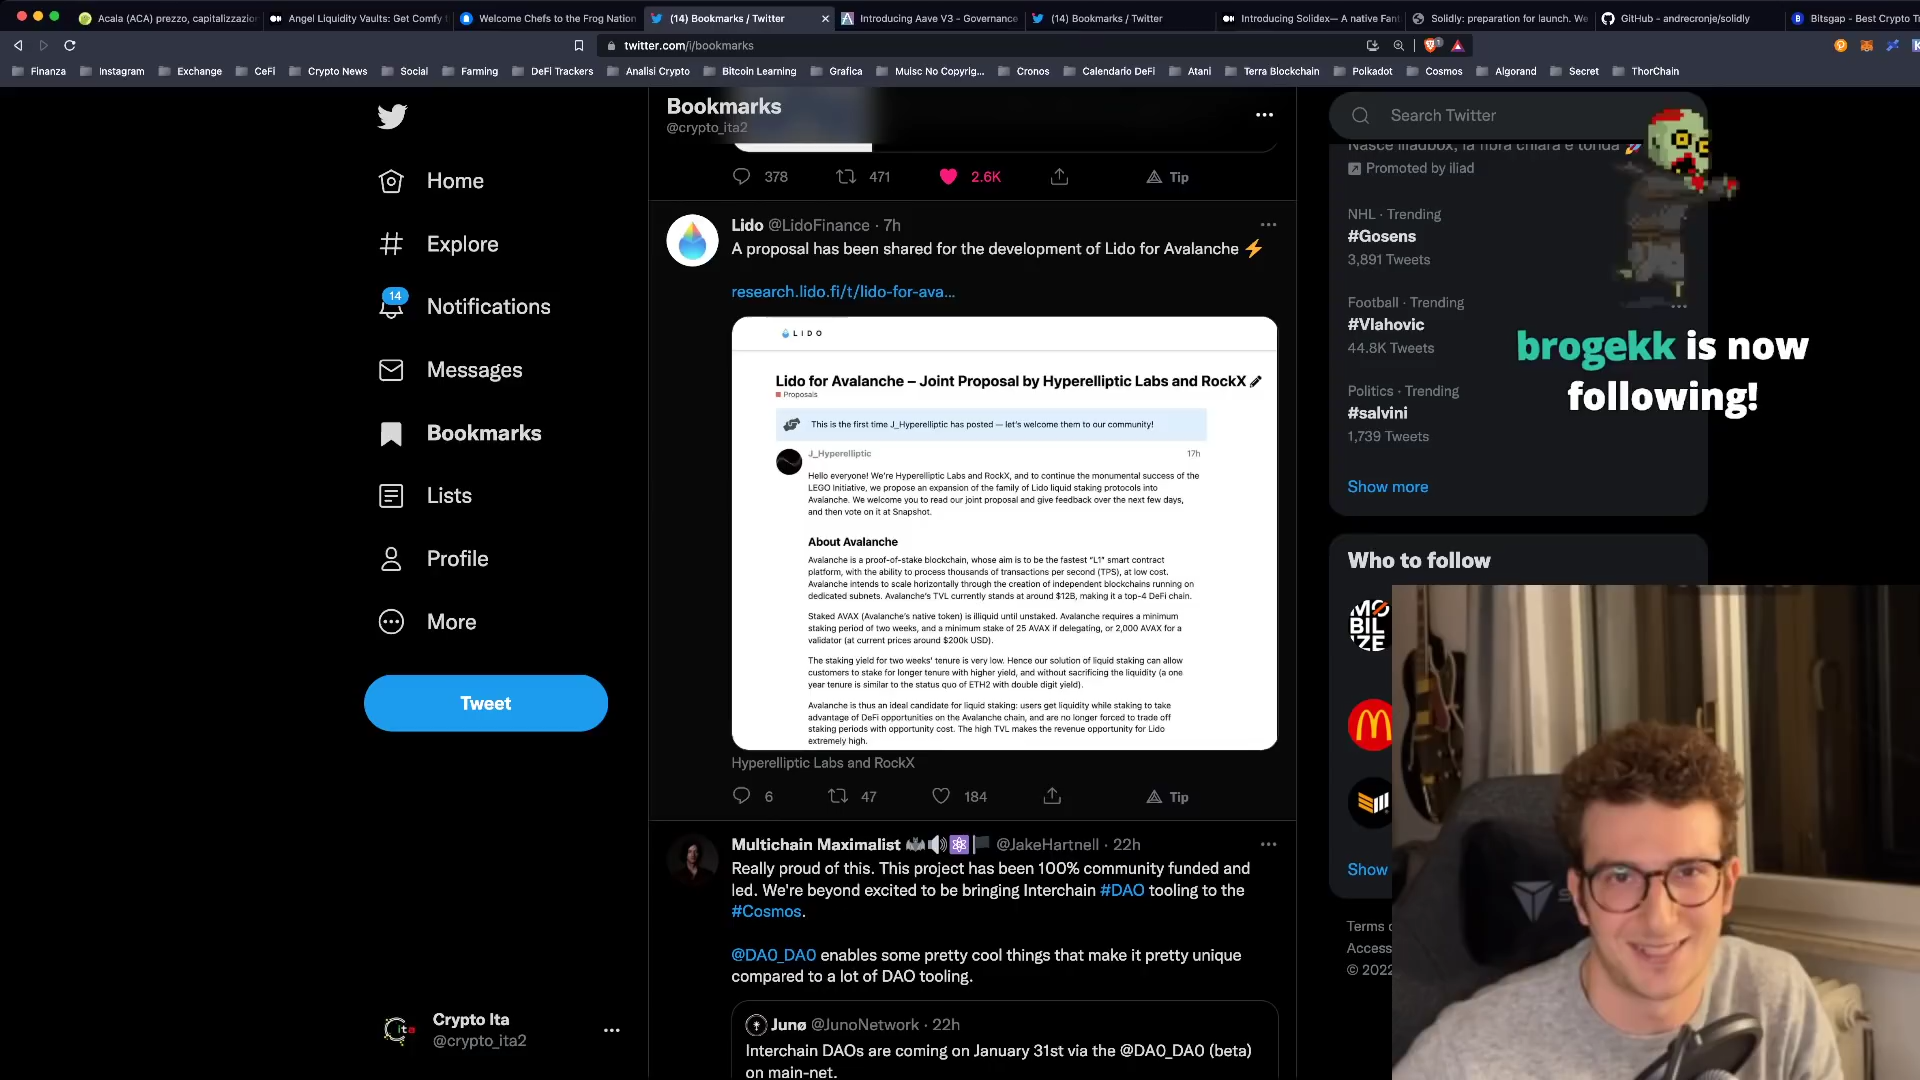 Acala (ACA) prezzo, capitalizzazio
Angel Liquidity Vaults: Get Comfy
Welcome Chefs to the Frog Nation
(14) Bookmarks / Twitter
Introducing Aave V3 - Governance
(14) Bookmarks / Twitter
Introducing Solidex— A native Fant
Solidly: preparation for launch. We
GitHub - andrecronje/solidly
Bitsgap - Best Crypto Tr
twitter.com/i/bookmarks
Finanza
Instagram
Exchange
CeFi
Crypto News
Social
Farming
DeFi Trackers
Analisi Crypto
Bitcoin Learning
Grafica
Muisc No Copyrig...
Cronos
Calendario DeFi
Atani
Terra Blockchain
Polkadot
Cosmos
Algorand
Secret
ThorChain
Home
Explore
14
Notifications
Messages
Bookmarks
Lists
Profile
More
Tweet
Crypto Ita
@crypto_ita2
Bookmarks
@crypto_ita2
378
471
2.6K
Tip
Lido @LidoFinance · 7h
A proposal has been shared for the development of Lido for Avalanche ⚡
research.lido.fi/t/lido-for-ava...
LIDO
Lido for Avalanche – Joint Proposal by Hyperelliptic Labs and RockX
Proposals
This is the first time J_Hyperelliptic has posted — let's welcome them to our community!
J_Hyperelliptic
17h
Hello everyone! We're Hyperelliptic Labs and RockX, and to continue the monumental success of the
LEGO Initiative, we propose an expansion of the family of Lido liquid staking protocols into
Avalanche. We welcome you to read our joint proposal and give feedback over the next few days,
and then vote on it at Snapshot.
About Avalanche
Avalanche is a proof-of-stake blockchain, whose aim is to be the fastest "L1" smart contract
platform, with the ability to process thousands of transactions per second (TPS), at low cost.
Avalanche intends to scale horizontally through the creation of independent blockchains running on
dedicated subnets. Avalanche's TVL currently stands at around $12B, making it a top-4 DeFi chain.
Staked AVAX (Avalanche's native token) is illiquid until unstaked. Avalanche requires a minimum
staking period of two weeks, and a minimum stake of 25 AVAX if delegating, or 2,000 AVAX for a
validator (at current prices around $200k USD).
The staking yield for two weeks' tenure is very low. Hence our solution of liquid staking can allow
customers to stake for longer tenure with higher yield, and without sacrificing the liquidity (a one
year tenure is similar to the status quo of ETH2 with double digit yield).
Avalanche is thus an ideal candidate for liquid staking: users get liquidity while staking to take
advantage of DeFi opportunities on the Avalanche chain, and are no longer forced to trade off
staking periods with opportunity cost. The high TVL makes the revenue opportunity for Lido
extremely high.
Hyperelliptic Labs and RockX
6
47
184
Tip
Multichain Maximalist 🦇🔊⚛️🏴 @JakeHartnell · 22h
Really proud of this. This project has been 100% community funded and
led. We're beyond excited to be bringing Interchain #DAO tooling to the
#Cosmos.
@DA0_DA0 enables some pretty cool things that make it pretty unique
compared to a lot of DAO tooling.
Junø @JunoNetwork · 22h
Interchain DAOs are coming on January 31st via the @DA0_DA0 (beta)
on main-net.
Search Twitter
Nasce iliadbox, la fibra chiara e tonda 🚀
Promoted by iliad
NHL · Trending
#Gosens
3,891 Tweets
Football · Trending
#Vlahovic
44.8K Tweets
Politics · Trending
#salvini
1,739 Tweets
Show more
brogekk is now
following!
Who to follow
MO
BIL
IZE
Show
Terms
Access
© 2022